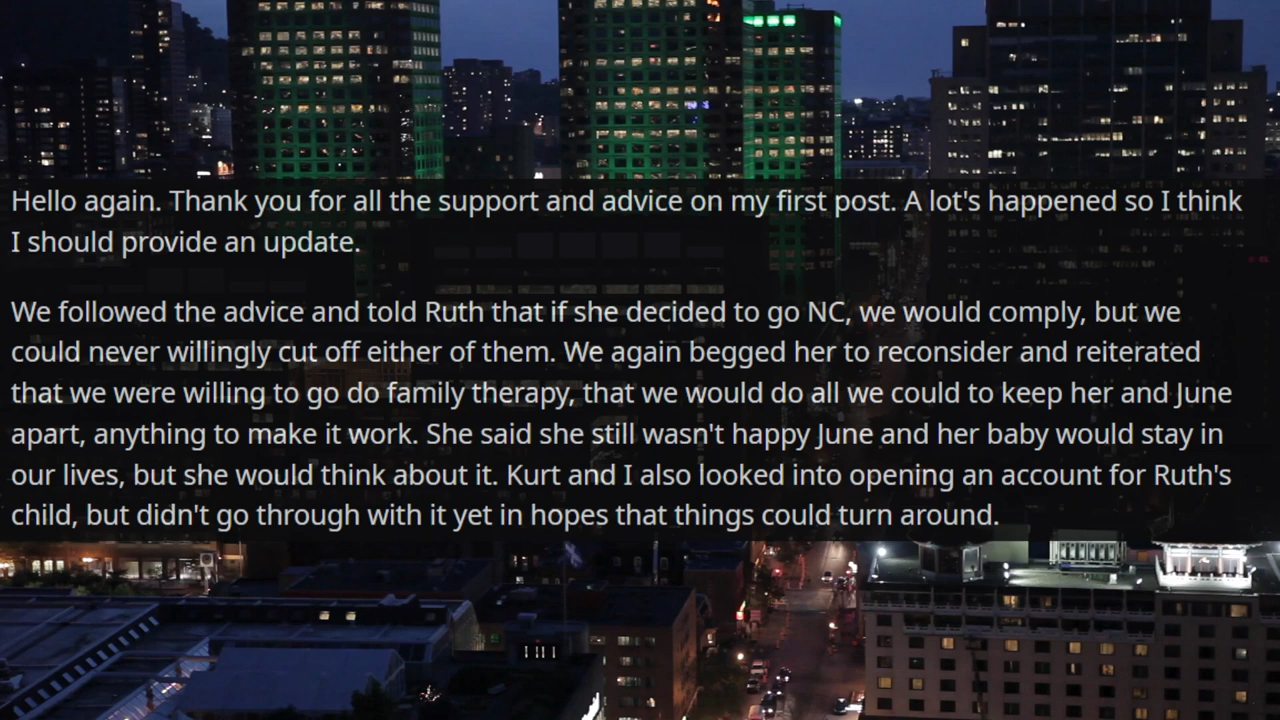 Hello again. Thank you for all the support and advice on my first post. A lot's happened so I think
I should provide an update.
We followed the advice and told Ruth that if she decided to go NC, we would comply, but we
could never willingly cut off either of them. We again begged her to reconsider and reiterated
that we were willing to go do family therapy, that we would do all we could to keep her and June
apart, anything to make it work. She said she still wasn't happy June and her baby would stay in
our lives, but she would think about it. Kurt and I also looked into opening an account for Ruth's
child, but didn't go through with it yet in hopes that things could turn around.